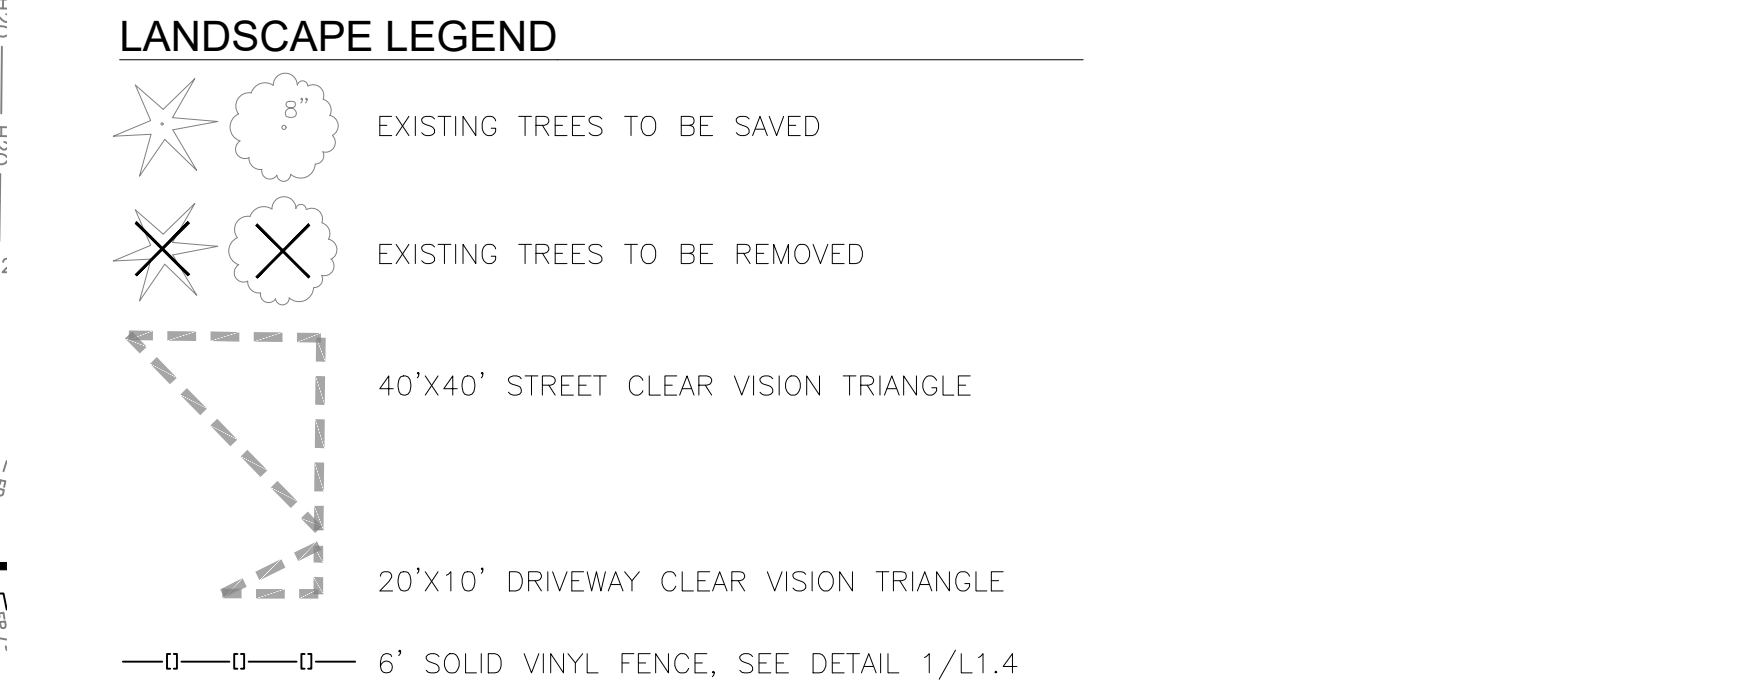 LANDSCAPE LEGEND
8"
EXISTING TREES TO BE SAVED
EXISTING TREES TO BE REMOVED
40'X40' STREET CLEAR VISION TRIANGLE
20'X10' DRIVEWAY CLEAR VISION TRIANGLE
6' SOLID VINYL FENCE, SEE DETAIL 1/L1.4